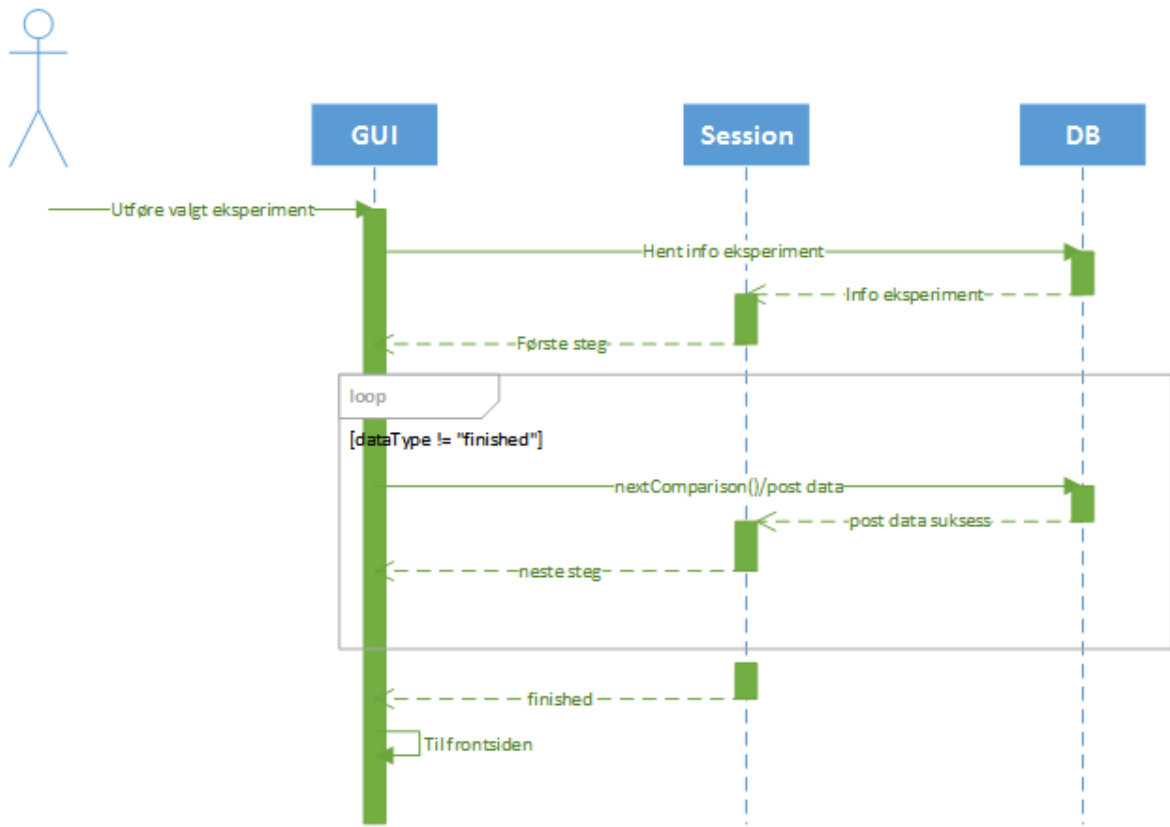 GUI
Session
DB
Utføre valgt eksperiment
Hent info eksperiment
Info eksperiment
Første steg
loop
[dataType != "finished"]
nextComparison()/post data
post data suksess
neste steg
finished
Til frontsiden